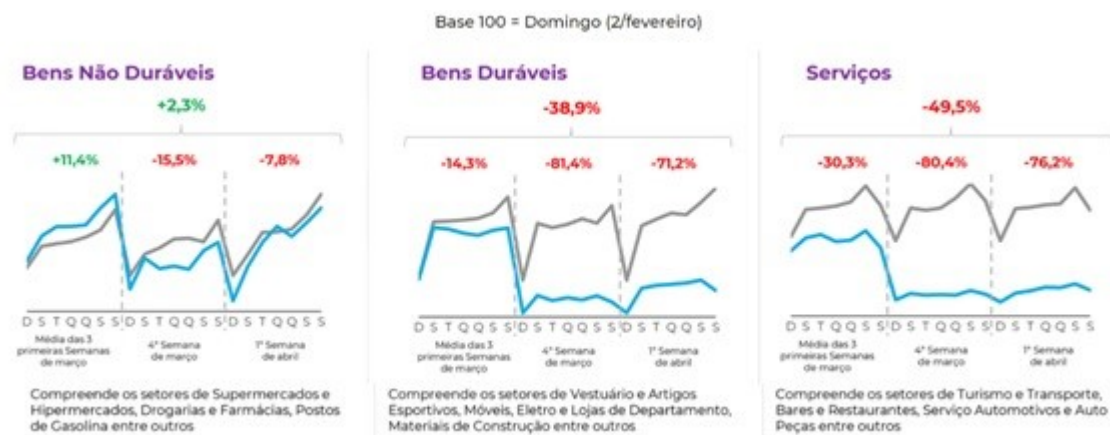 Base 100 = Domingo (2/fevereiro)
Bens Não Duráveis
+2,3%
+11,4%
-15,5%
-7,8%
D S T Q Q S S D S T Q Q S S D S T Q Q S S
Média das 3
primeiras Semanas
de março
4ª Semana
de março
1ª Semana
de abril
Compreende os setores de Supermercados e
Hipermercados, Drogarias e Farmácias, Postos
de Gasolina entre outros
Bens Duráveis
-38,9%
-14,3%
-81,4%
-71,2%
D S T Q Q S S D S T Q Q S S D S T Q Q S S
Média das 3
primeiras Semanas
de março
4ª Semana
de março
1ª Semana
de abril
Compreende os setores de Vestuário e Artigos
Esportivos, Móveis, Eletro e Lojas de Departamento,
Materiais de Construção entre outros
Serviços
-49,5%
-30,3%
-80,4%
-76,2%
D S T Q Q S S D S T Q Q S S D S T Q Q S S
Média das 3
primeiras Semanas
de março
4ª Semana
de março
1ª Semana
de abril
Compreende os setores de Turismo e Transporte,
Bares e Restaurantes, Serviço Automotivos e Auto
Peças entre outros